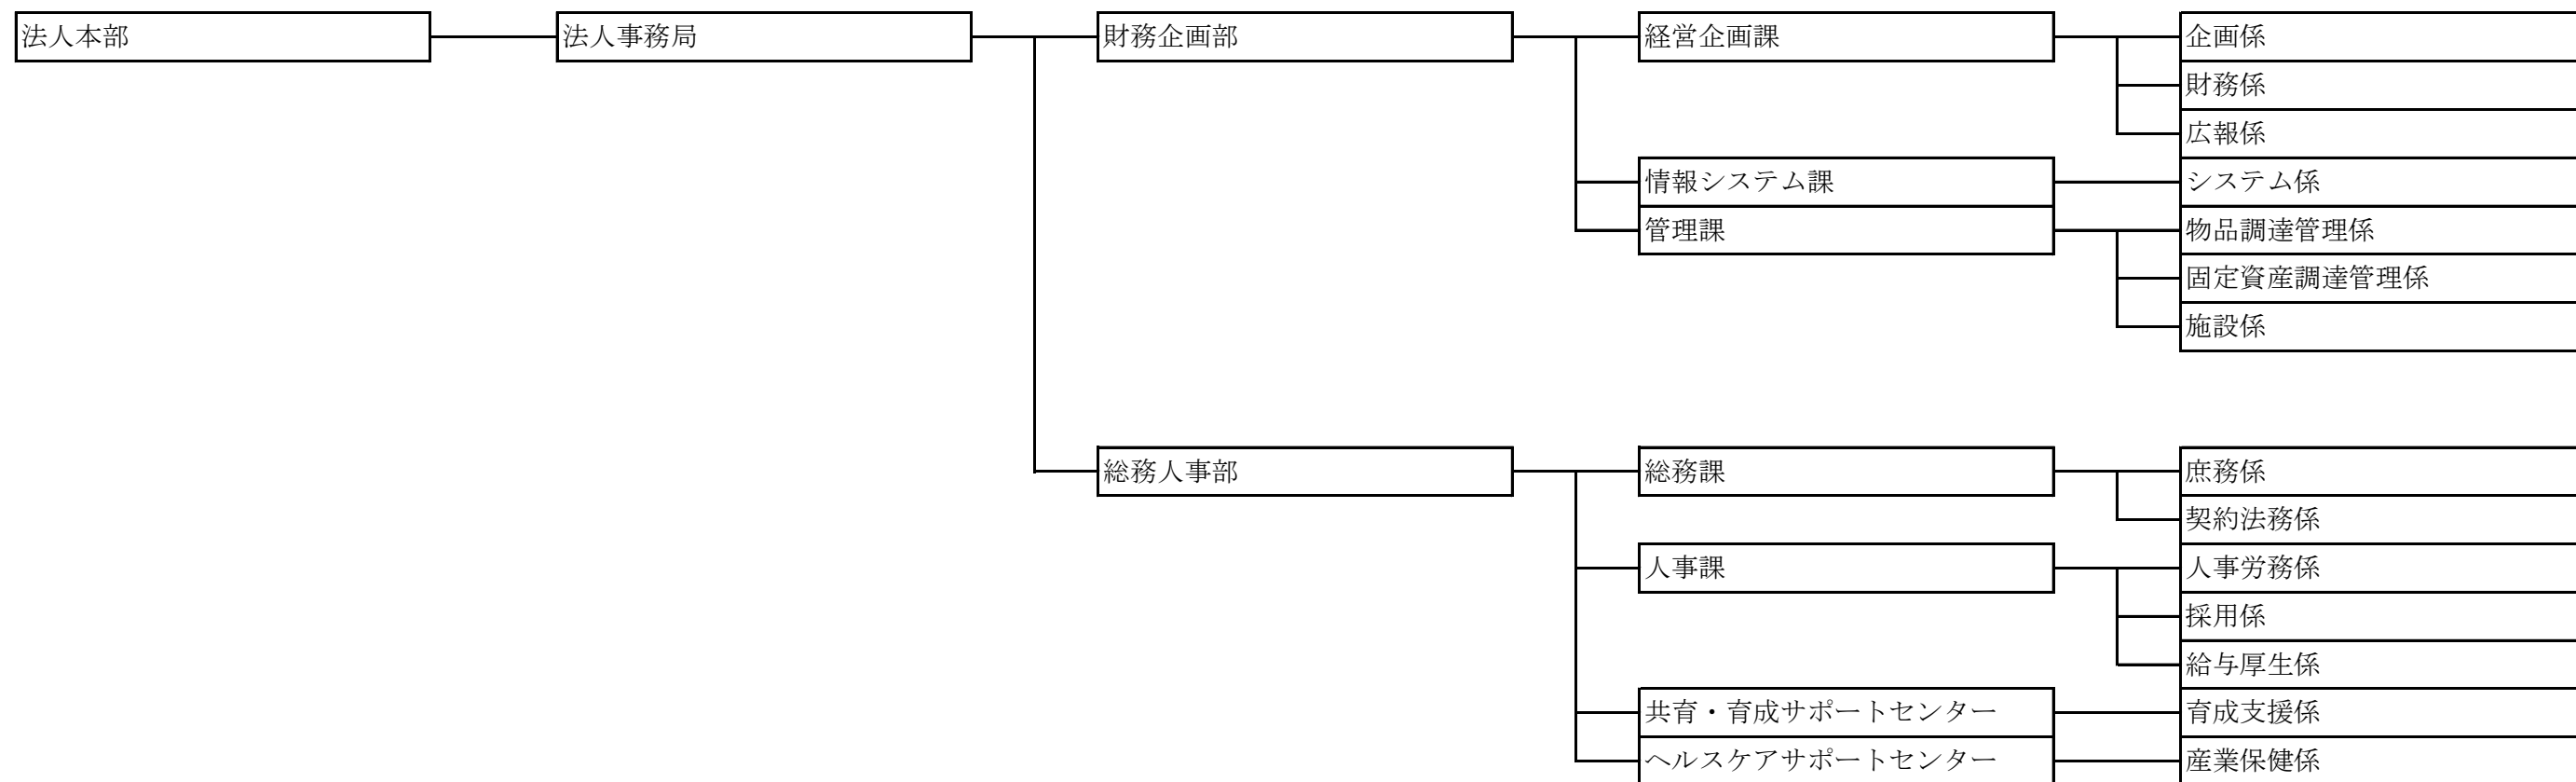 法人本部
法人事務局
財務企画部
経営企画課
企画係
財務係
広報係
情報システム課
システム係
管理課
物品調達管理係
固定資産調達管理係
施設係
総務人事部
総務課
庶務係
契約法務係
人事課
人事労務係
採用係
給与厚生係
共育・育成サポートセンター
育成支援係
ヘルスケアサポートセンター
産業保健係